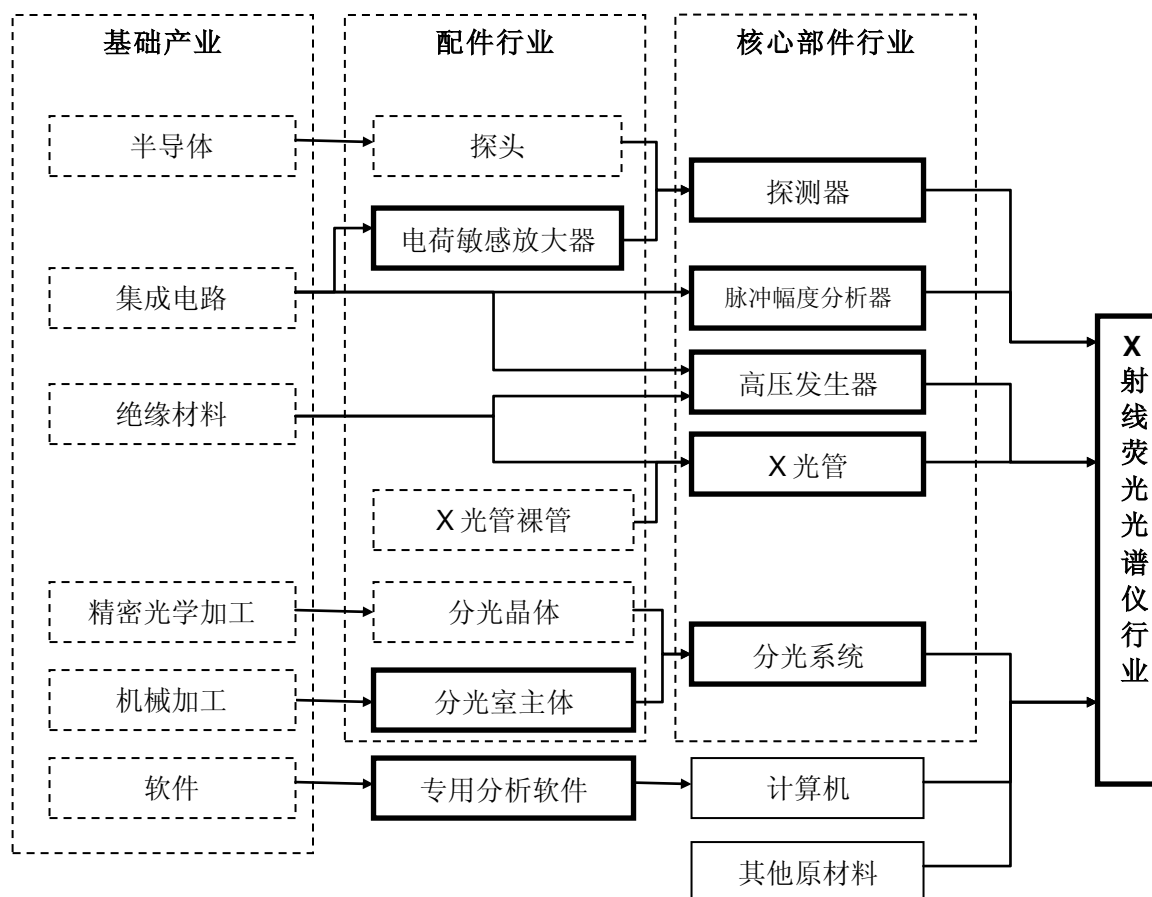 基础产业
配件行业
核心部件行业
半导体
探头
探测器
电荷敏感放大器
集成电路
脉冲幅度分析器
高压发生器
绝缘材料
X 光管
X 光管裸管
精密光学加工
分光晶体
分光系统
机械加工
分光室主体
软件
专用分析软件
计算机
其他原材料
X
射
线
荧
光
光
谱
仪
行
业